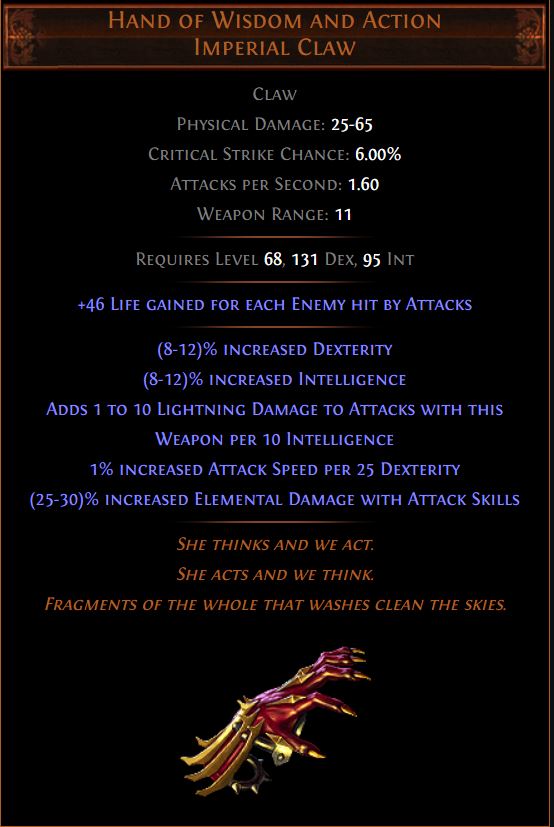 Hand of Wisdom and Action
Imperial Claw
Claw
Physical Damage: 25-65
Critical Strike Chance: 6.00%
Attacks per Second: 1.60
Weapon Range: 11
Requires Level 68, 131 Dex, 95 Int
+46 Life gained for each Enemy hit by Attacks
(8-12)% increased Dexterity
(8-12)% increased Intelligence
Adds 1 to 10 Lightning Damage to Attacks with this
Weapon per 10 Intelligence
1% increased Attack Speed per 25 Dexterity
(25-30)% increased Elemental Damage with Attack Skills
She thinks and we act.
She acts and we think.
Fragments of the whole that washes clean the skies.